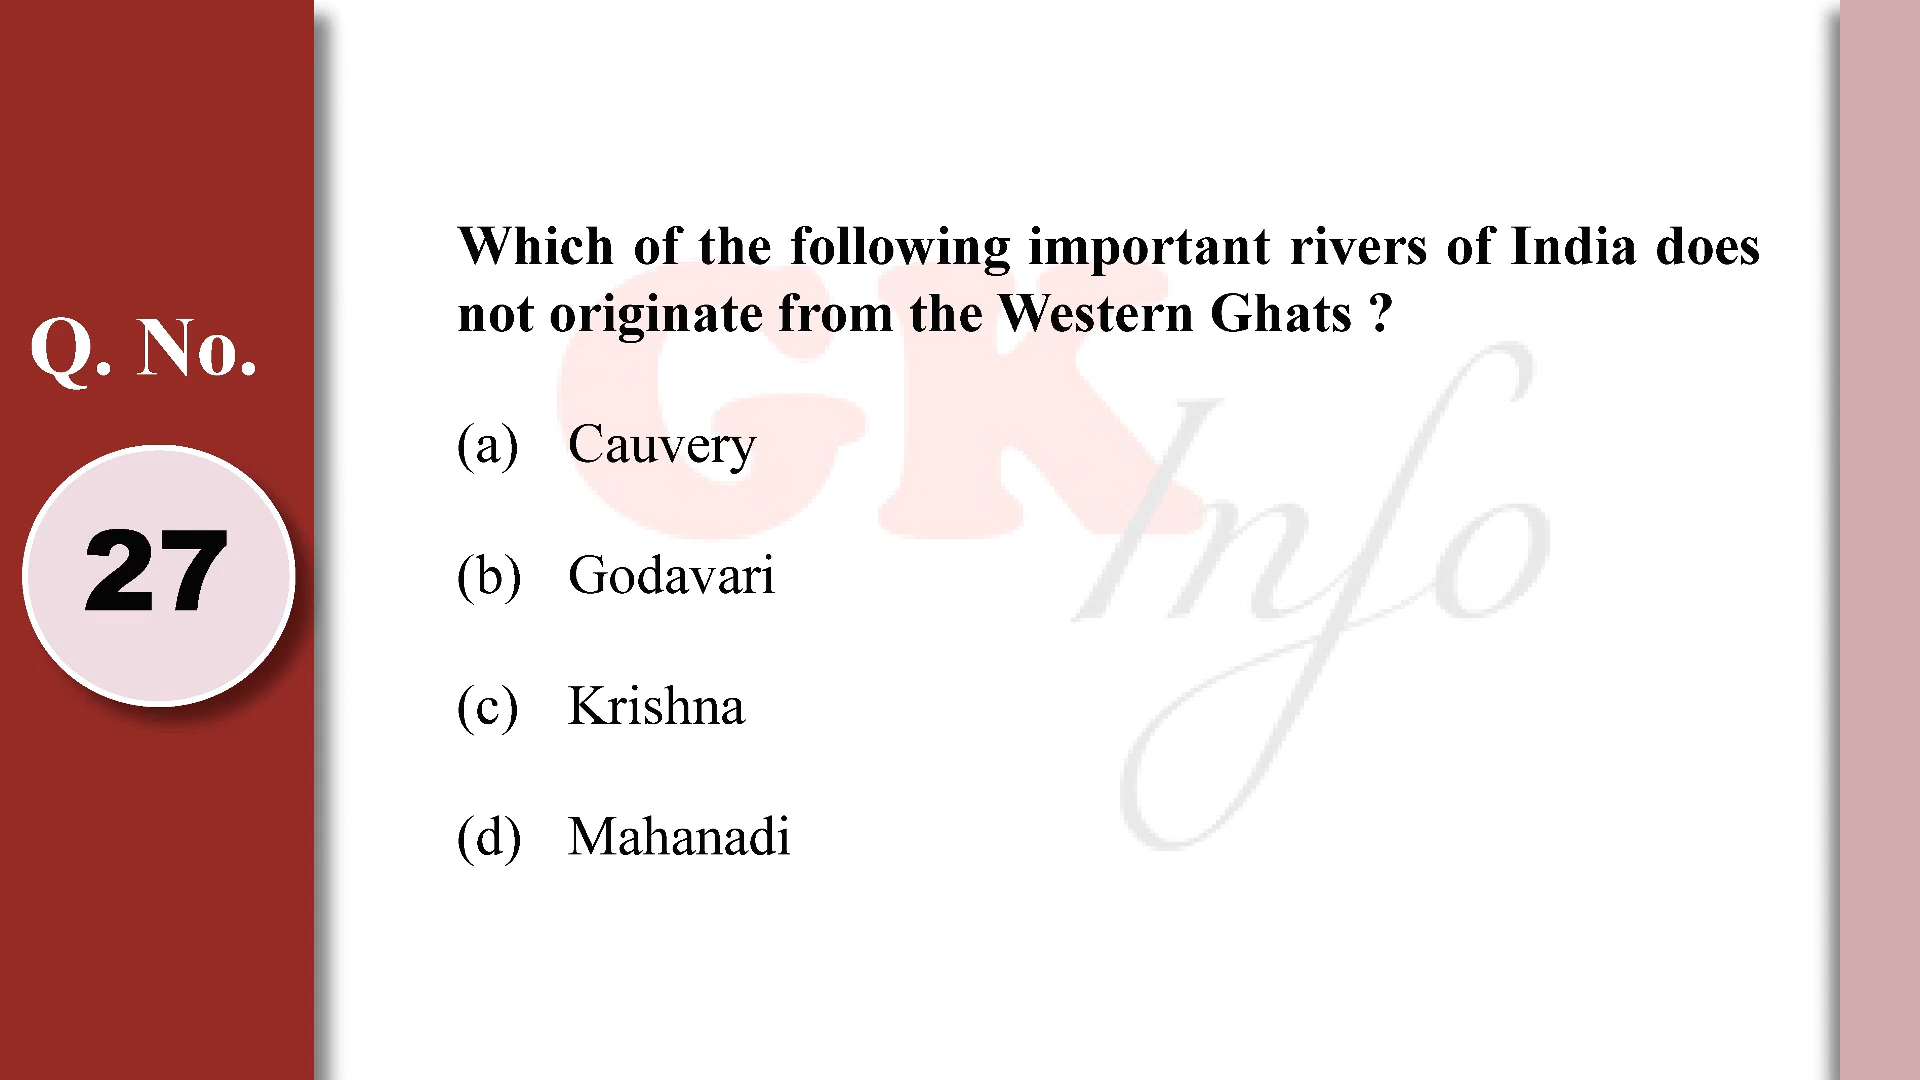 Q. No.
27
Which of the following important rivers of India does
not originate from the Western Ghats ?
(a) Cauvery
(b) Godavari
(c) Krishna
(d) Mahanadi
GK
Info